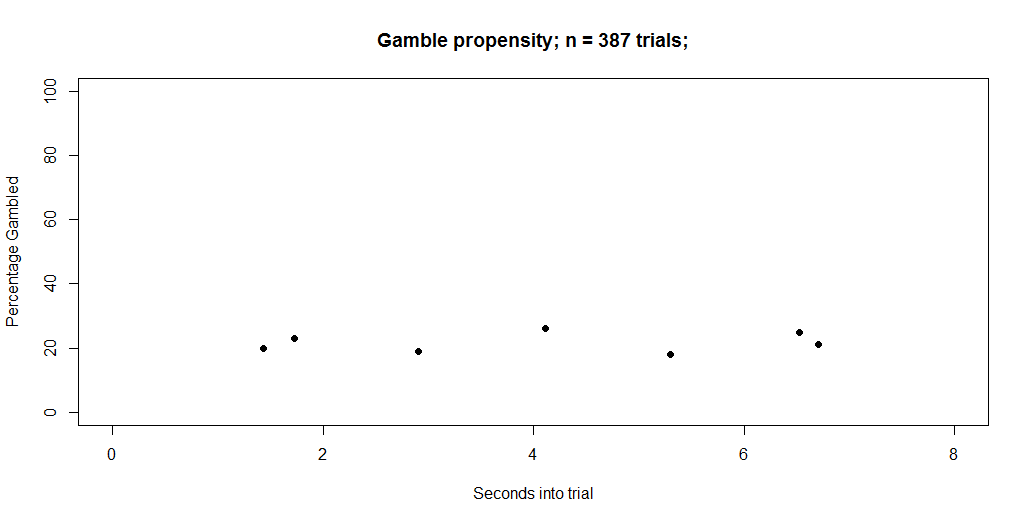 Gamble propensity; n = 387 trials;
Percentage Gambled
100
80
60
40
20
0
0 2 4 6 8
Seconds into trial